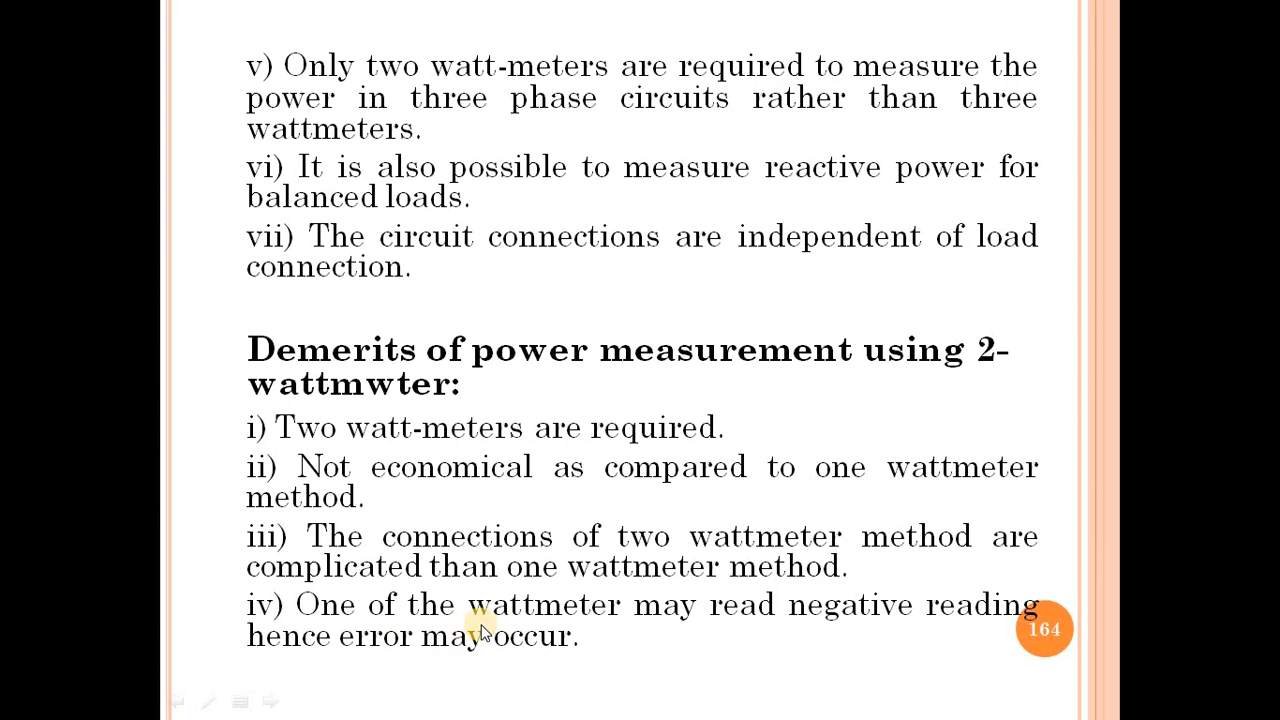 v) Only two watt-meters are required to measure the
power in three phase circuits rather than three
wattmeters.
vi) It is also possible to measure reactive power for
balanced loads.
vii) The circuit connections are independent of load
connection.
Demerits of power measurement using 2-
wattmwter:
i) Two watt-meters are required.
ii) Not economical as compared to one wattmeter
method.
iii) The connections of two wattmeter method are
complicated than one wattmeter method.
iv) One of the wattmeter may read negative reading
hence error may occur.
164